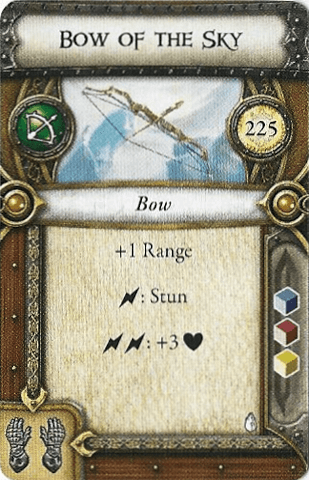 BOW OF THE SKY
225
Bow
+1 Range
: Stun
: +3